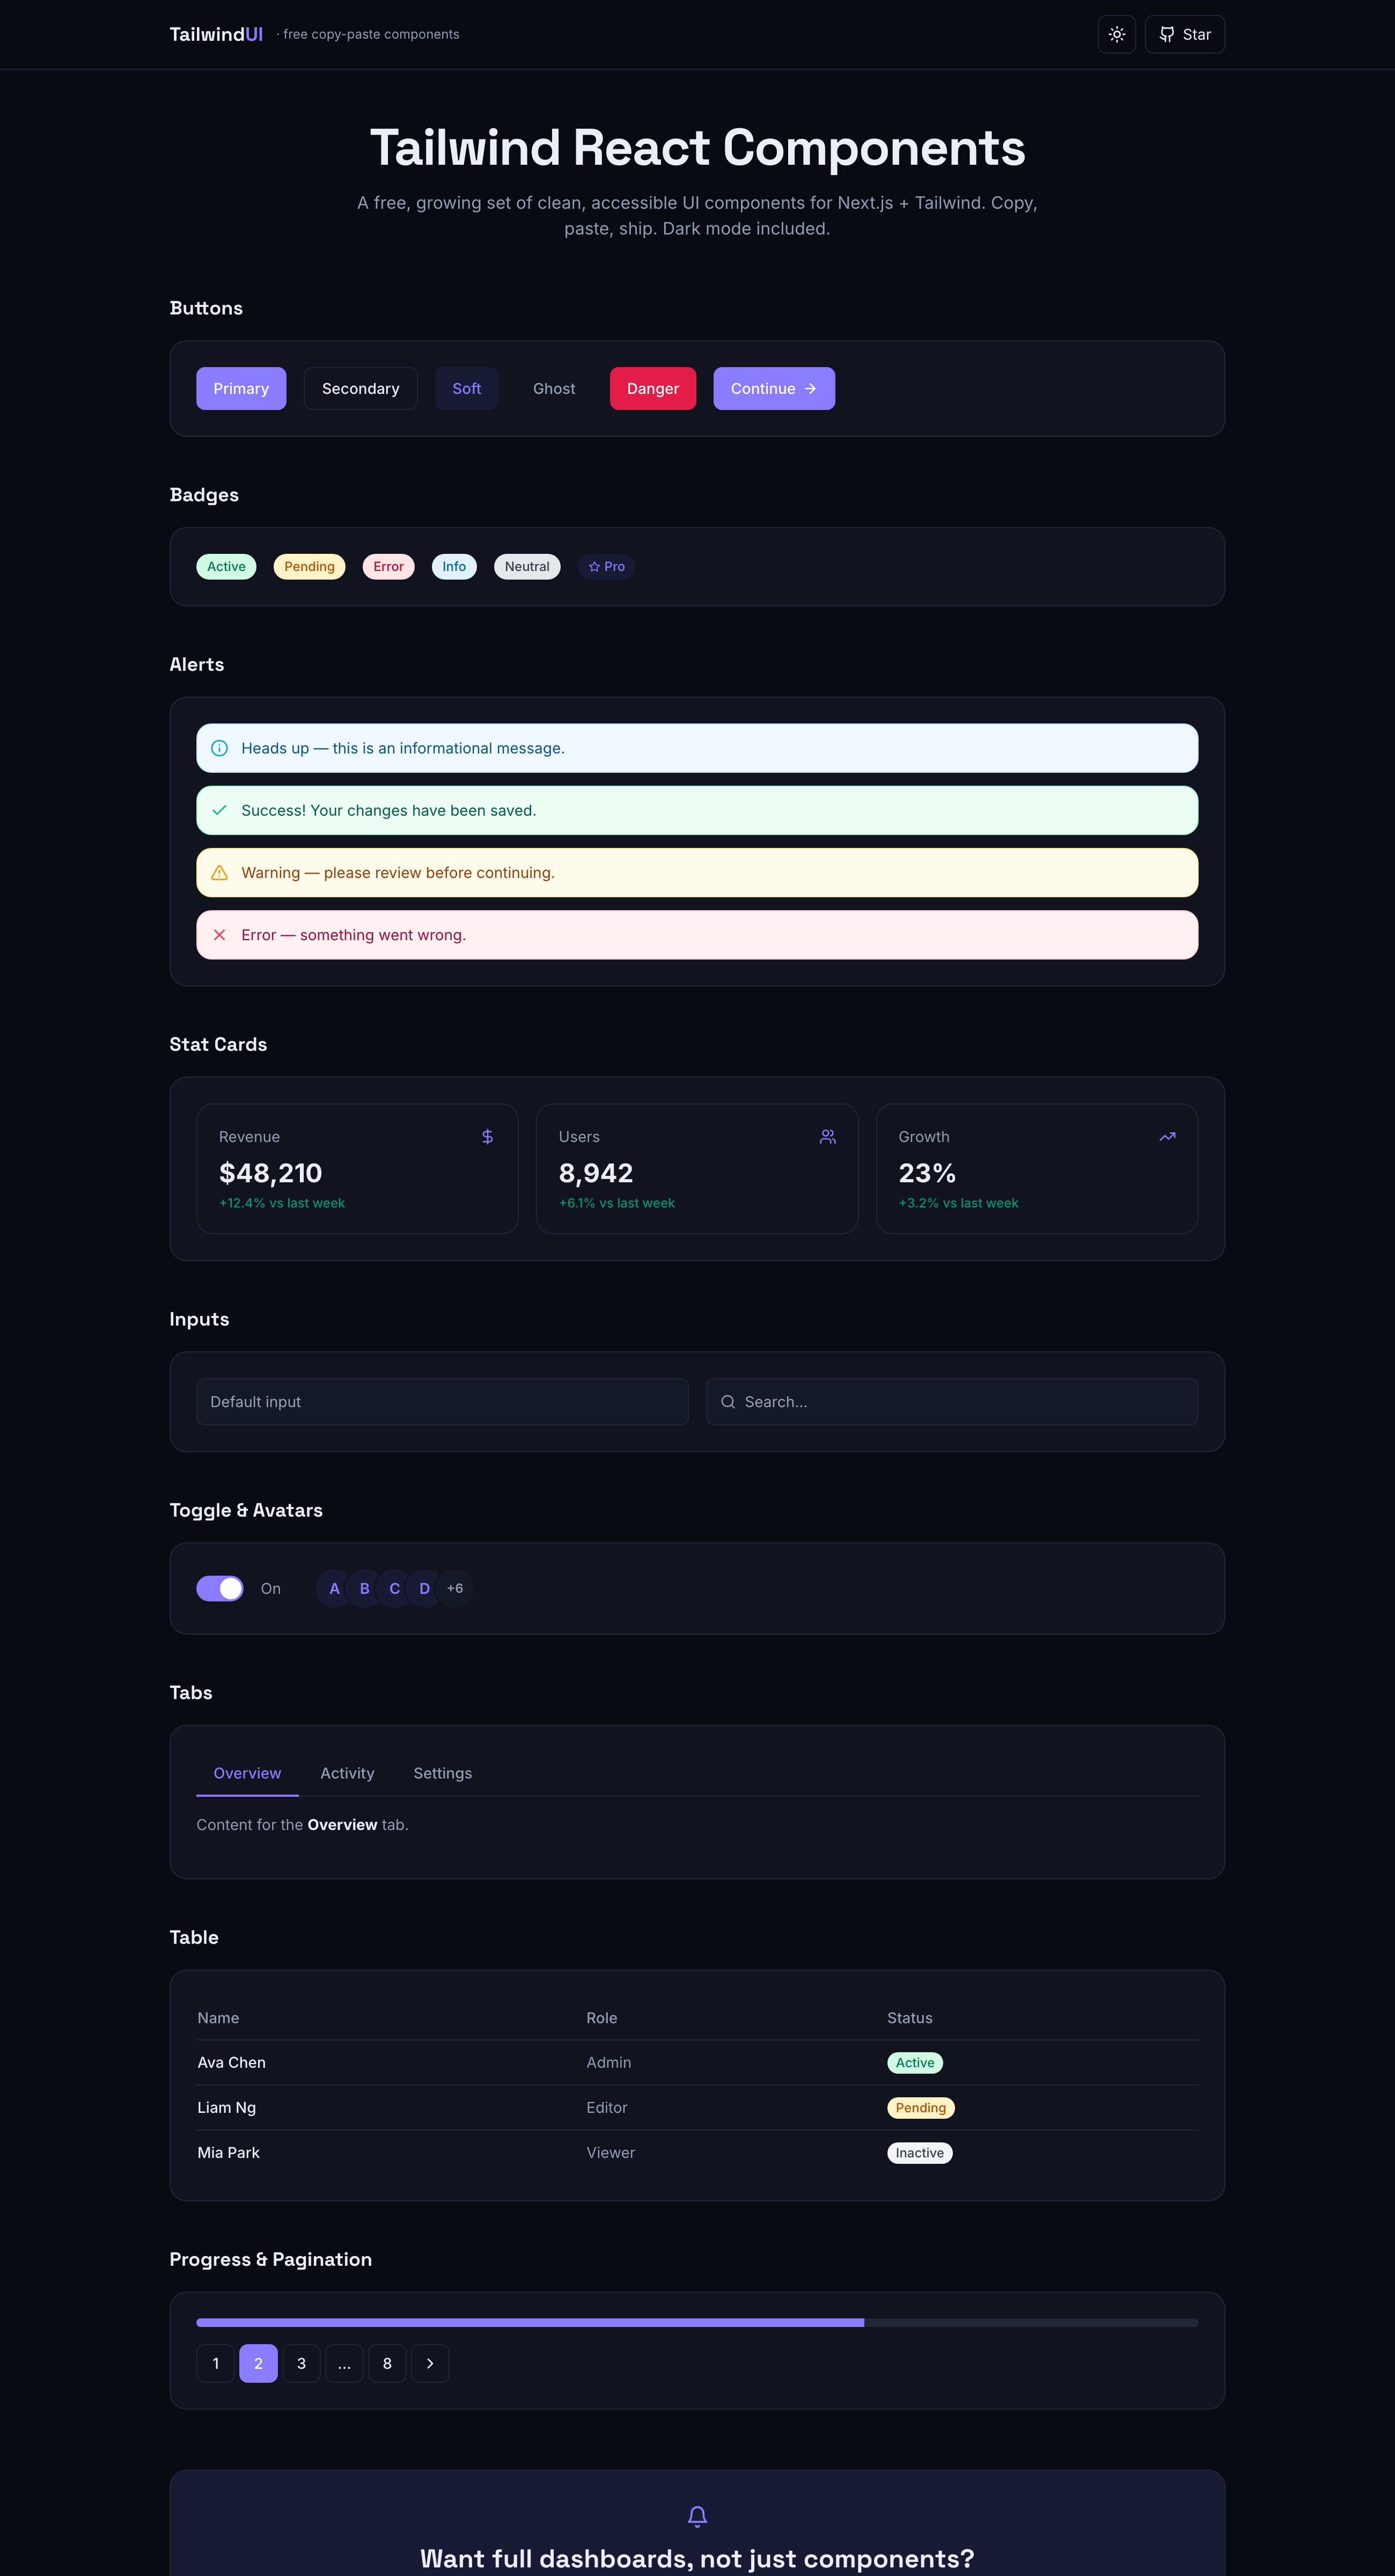 TailwindUI · free copy-paste components
Star
Tailwind React Components
A free, growing set of clean, accessible UI components for Next.js + Tailwind. Copy,
paste, ship. Dark mode included.
Buttons
Primary Secondary Soft Ghost Danger Continue →
Badges
Active Pending Error Info Neutral Pro
Alerts
Heads up — this is an informational message.
Success! Your changes have been saved.
Warning — please review before continuing.
Error — something went wrong.
Stat Cards
Revenue $
$48,210
+12.4% vs last week
Users
8,942
+6.1% vs last week
Growth
23%
+3.2% vs last week
Inputs
Default input
Search...
Toggle & Avatars
On A B C D +6
Tabs
Overview Activity Settings
Content for the Overview tab.
Table
Name Role Status
Ava Chen Admin Active
Liam Ng Editor Pending
Mia Park Viewer Inactive
Progress & Pagination
1 2 3 ... 8
Want full dashboards, not just components?